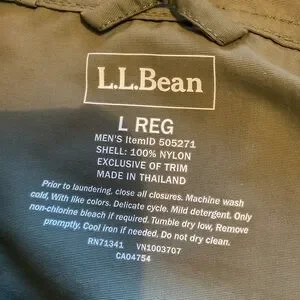 L.L.Bean
L REG
MEN'S ItemID 505271
SHELL: 100% NYLON
EXCLUSIVE OF TRIM
MADE IN THAILAND
Prior to laundering, close all closures. Machine wash
cold, With like colors. Delicate cycle. Mild detergent. Only
non-chlorine bleach if required. Tumble dry low, Remove
promptly, Cool iron if needed. Do not dry clean.
RN71341 VN1003707
CA04754